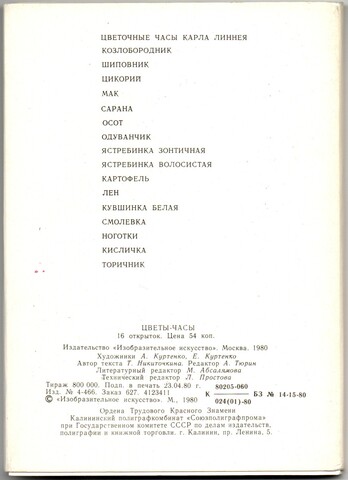 ЦВЕТОЧНЫЕ ЧАСЫ КАРЛА ЛИННЕЯ
КОЗЛОБОРОДНИК
ШИПОВНИК
ЦИКОРИЙ
МАК
САРАНА
ОСОТ
ОДУВАНЧИК
ЯСТРЕБИНКА ЗОНТИЧНАЯ
ЯСТРЕБИНКА ВОЛОСИСТАЯ
КАРТОФЕЛЬ
ЛЕН
КУВШИНКА БЕЛАЯ
СМОЛЕВКА
НОГОТКИ
КИСЛИЧКА
ТОРИЧНИК
ЦВЕТЫ-ЧАСЫ
16 открыток. Цена 54 коп.
Издательство «Изобразительное искусство». Москва. 1980
Художники А. Куртенко, Е. Куртенко
Автор текста Т. Никиточкина. Редактор А. Тюрин
Литературный редактор М. Абсалямова
Технический редактор Л. Простова
Тираж 800 000. Подп. в печать 23.04.80 г.
Изд. № 4-466. Зак. 627. 4123411
© «Изобразительное искусство». М., 1980
80205-060
К ——— БЗ № 14-15-80
024(01)-80
Ордена Трудового Красного Знамени
Калининский полиграфкомбинат «Союзполиграфпрома»
при Государственном комитете СССР по делам издательств,
полиграфии и книжной торговли. г. Калинин, пр. Ленина, 5.